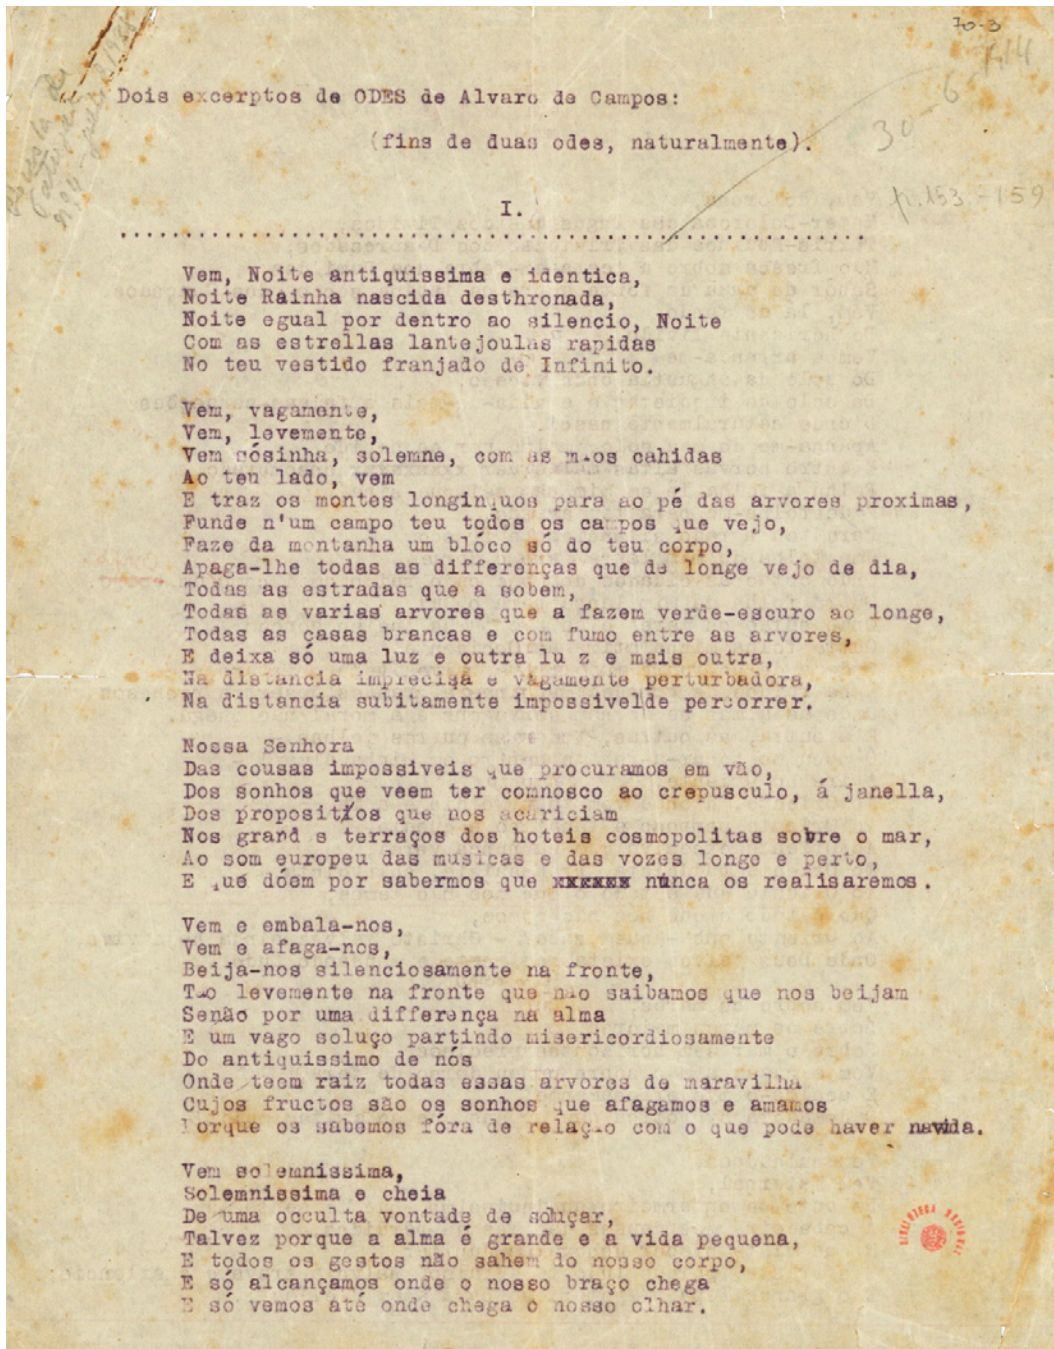 70-3
14
6
30
p.153-159
Dois excerptos de ODES de Alvaro de Campos:
(fins de duas odes, naturalmente).
I.
...........................................................
Vem, Noite antiquissima e identica,
Noite Rainha nascida desthronada,
Noite egual por dentro ao silencio, Noite
Com as estrellas lantejoulas rapidas
No teu vestido franjado de Infinito.
Vem, vagamente,
Vem, levemente,
Vem sósinha, solemne, com as mãos cahidas
Ao teu lado, vem
E traz os montes longinquos para ao pé das arvores proximas,
Funde n'um campo teu todos os campos que vejo,
Faze da montanha um blóco só do teu corpo,
Apaga-lhe todas as differenças que de longe vejo de dia,
Todas as estradas que a sobem,
Todas as varias arvores que a fazem verde-escuro ao longe,
Todas as casas brancas e com fumo entre as arvores,
E deixa só uma luz e outra lu z e mais outra,
Na distancia imprecisa e vagamente perturbadora,
Na distancia subitamente impossivelde percorrer.
Nossa Senhora
Das cousas impossiveis que procuramos em vão,
Dos sonhos que veem ter comnosco ao crepusculo, á janella,
Dos propositos que nos acariciam
Nos grand s terraços dos hoteis cosmopolitas sobre o mar,
Ao som europeu das musicas e das vozes longe e perto,
E que dóem por sabermos que xxxxxx nunca os realisaremos.
Vem e embala-nos,
Vem e afaga-nos,
Beija-nos silenciosamente na fronte,
Tão levemente na fronte que não saibamos que nos beijam
Senão por uma differença na alma
E um vago soluço partindo misericordiosamente
Do antiquissimo de nós
Onde teem raiz todas essas arvores de maravilha
Cujos fructos são os sonhos que afagamos e amamos
Porque os sabemos fóra de relação com o que pode haver na vida.
Vem solemnissima,
Solemnissima e cheia
De uma occulta vontade de soluçar,
Talvez porque a alma é grande e a vida pequena,
E todos os gestos não sahem do nosso corpo,
E só alcançamos onde o nosso braço chega
E só vemos até onde chega o nosso olhar.
BIBLIOTECA NACIONAL